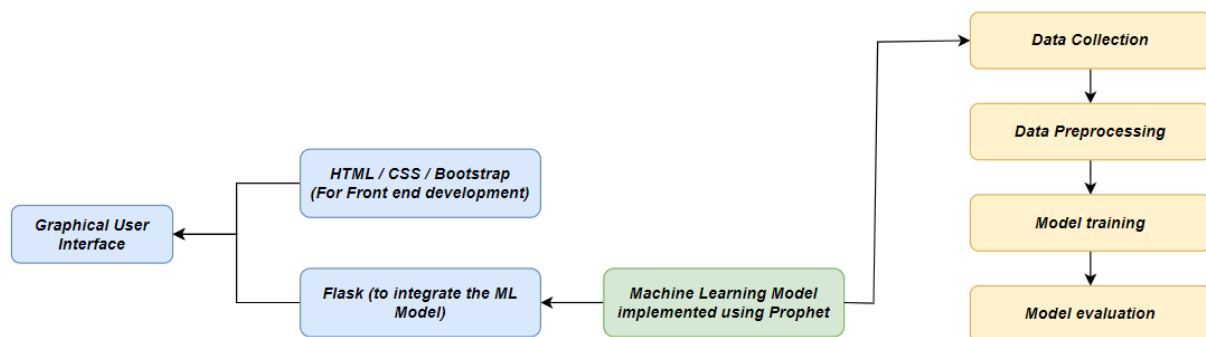 Data Collection
Data Preprocessing
HTML / CSS / Bootstrap
(For Front end development)
Graphical User
Interface
Model training
Flask (to integrate the ML
Model)
Machine Learning Model
implemented using Prophet
Model evaluation